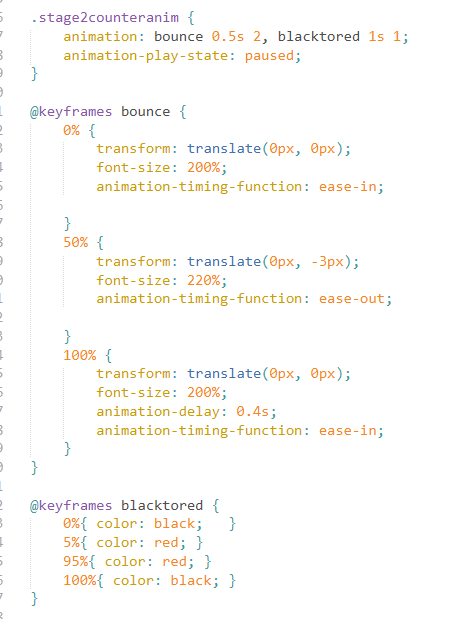 .stage2counteranim {
    animation: bounce 0.5s 2, blacktored 1s 1;
    animation-play-state: paused;
}
@keyframes bounce {
    0% {
        transform: translate(0px, 0px);
        font-size: 200%;
        animation-timing-function: ease-in;
    }
    50% {
        transform: translate(0px, -3px);
        font-size: 220%;
        animation-timing-function: ease-out;
    }
    100% {
        transform: translate(0px, 0px);
        font-size: 200%;
        animation-delay: 0.4s;
        animation-timing-function: ease-in;
    }
}
@keyframes blacktored {
    0%{ color: black;   }
    5%{ color: red; }
    95%{ color: red; }
    100%{ color: black; }
}